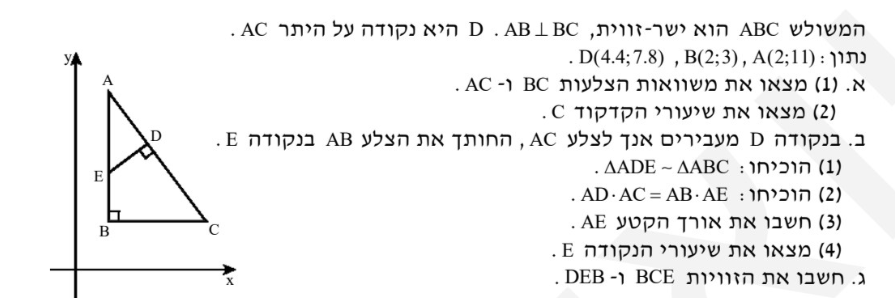 המשולש ABC הוא ישר-זווית, AB ⊥ BC . D היא נקודה על היתר AC .
נתון : A(2;11) , B(2;3) , D(4.4;7.8) .
א. (1) מצאו את משוואות הצלעות BC ו- AC .
(2) מצאו את שיעורי הקדקוד C .
ב. בנקודה D מעבירים אנך לצלע AC , החותך את הצלע AB בנקודה E .
(1) הוכיחו : ΔADE ~ ΔABC .
(2) הוכיחו : AD · AC = AB · AE .
(3) חשבו את אורך הקטע AE .
(4) מצאו את שיעורי הנקודה E .
ג. חשבו את הזוויות BCE ו- DEB .
y
A
D
E
B
C
x